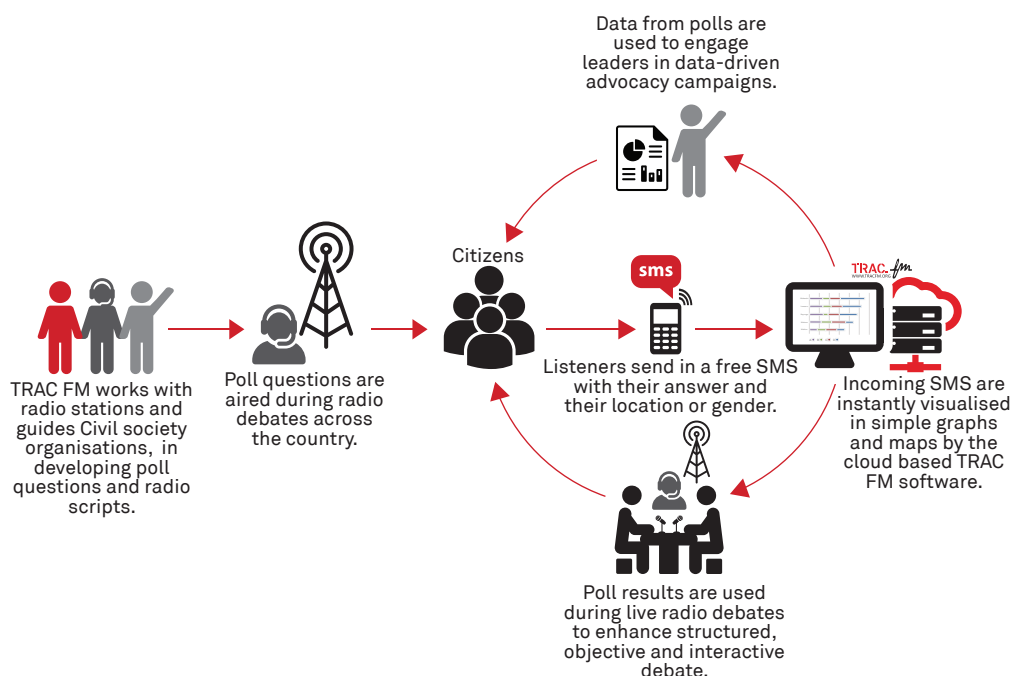 Data from polls are
used to engage
leaders in data-driven
advocacy campaigns.
Citizens
sms
TRAC fm
WWW.TRACFM.ORG
TRAC FM works with
radio stations and
guides Civil society
organisations, in
developing poll
questions and radio
scripts.
Poll questions are
aired during radio
debates across
the country.
Listeners send in a free SMS
with their answer and
their location or gender.
Incoming SMS are
instantly visualised
in simple graphs
and maps by the
cloud based TRAC
FM software.
Poll results are used
during live radio debates
to enhance structured,
objective and interactive
debate.